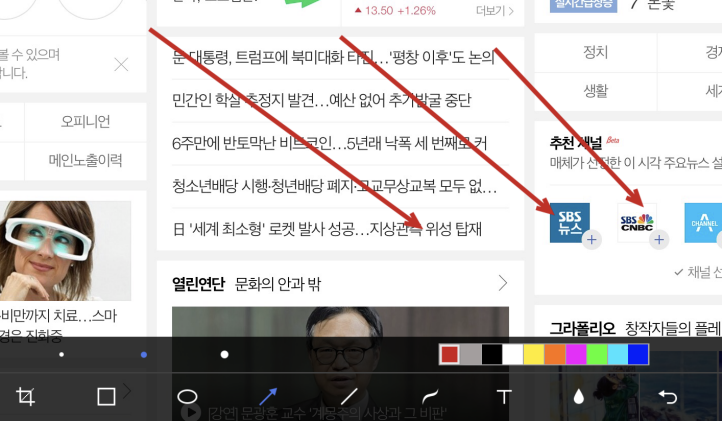 ▲ 13.50 +1.26%
더보기 >
실시간급상승 7 돈꽃
볼 수 있으며
니다.
오피니언
메인노출이력
문 대통령, 트럼프에 북미대화 타진…'평창 이후'도 논의
민간인 학살 추정지 발견…예산 없어 추가발굴 중단
6주만에 반토막난 비트코인…5년래 낙폭 세 번째로 커
청소년배당 시행·청년배당 폐지·고교무상교복 모두 없…
日 '세계 최소형' 로켓 발사 성공…지상관측 위성 탑재
열린연단 문화의 안과 밖
정치
생활
추천 채널 Beta
매체가 선정한 이 시각 주요뉴스
SBS
뉴스
SBS
CNBC
CHANNEL
채널
그라폴리오 창작자들의 플레
비만까지 치료…스마
경은 진화중
[강연] 문광훈 교수 '계몽주의 사상과 그 비판'
T